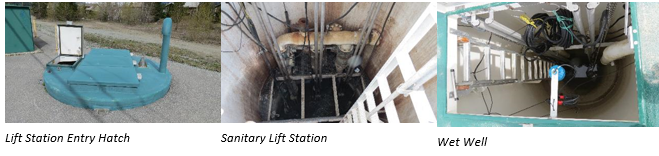 Lift Station Entry Hatch
Sanitary Lift Station
Wet Well